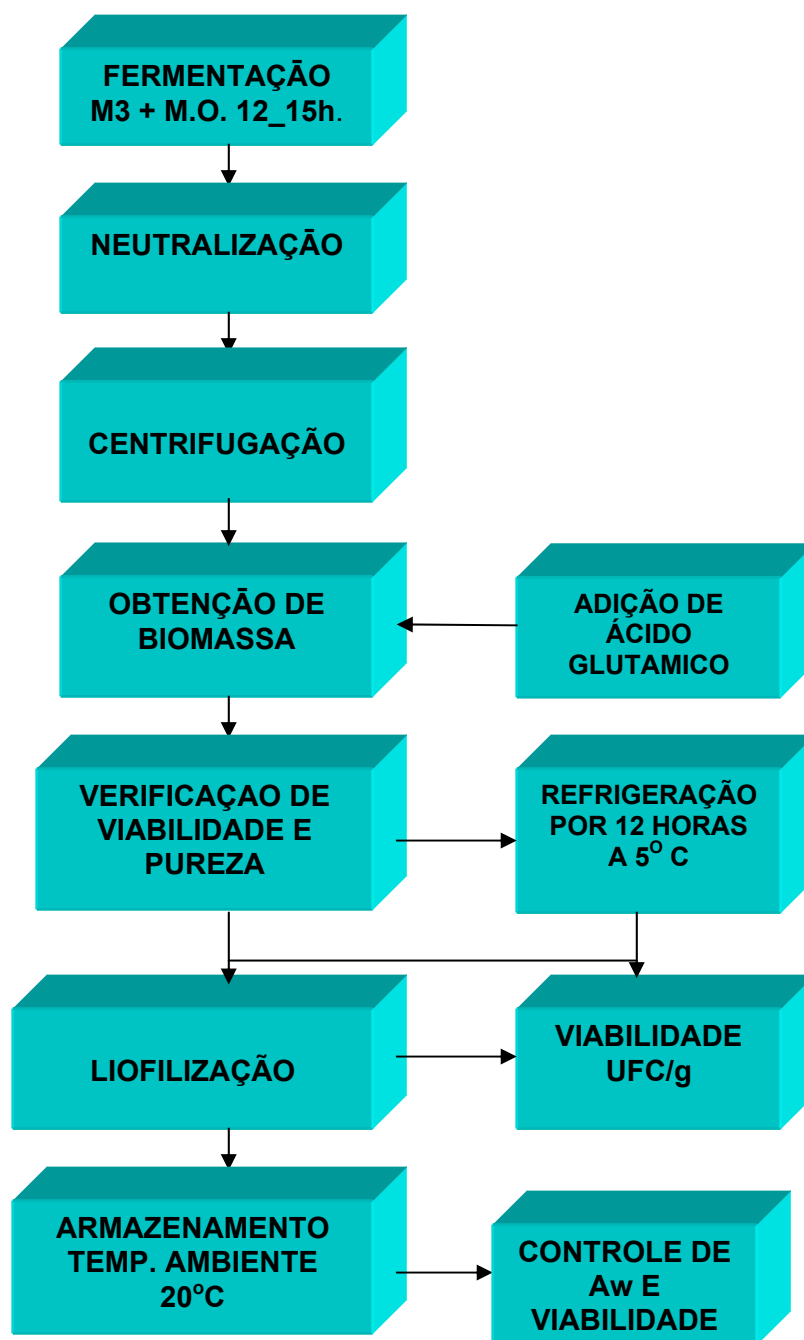 FERMENTAÇÃO
M3 + M.O. 12_15h.
NEUTRALIZAÇÃO
CENTRIFUGAÇÃO
OBTENÇÃO DE
BIOMASSA
ADIÇÃO DE
ÁCIDO
GLUTAMICO
VERIFICAÇAO DE
VIABILIDADE E
PUREZA
REFRIGERAÇÃO
POR 12 HORAS
A 5º C
LIOFILIZAÇÃO
VIABILIDADE
UFC/g
ARMAZENAMENTO
TEMP. AMBIENTE
20ºC
CONTROLE DE
Aw E
VIABILIDADE